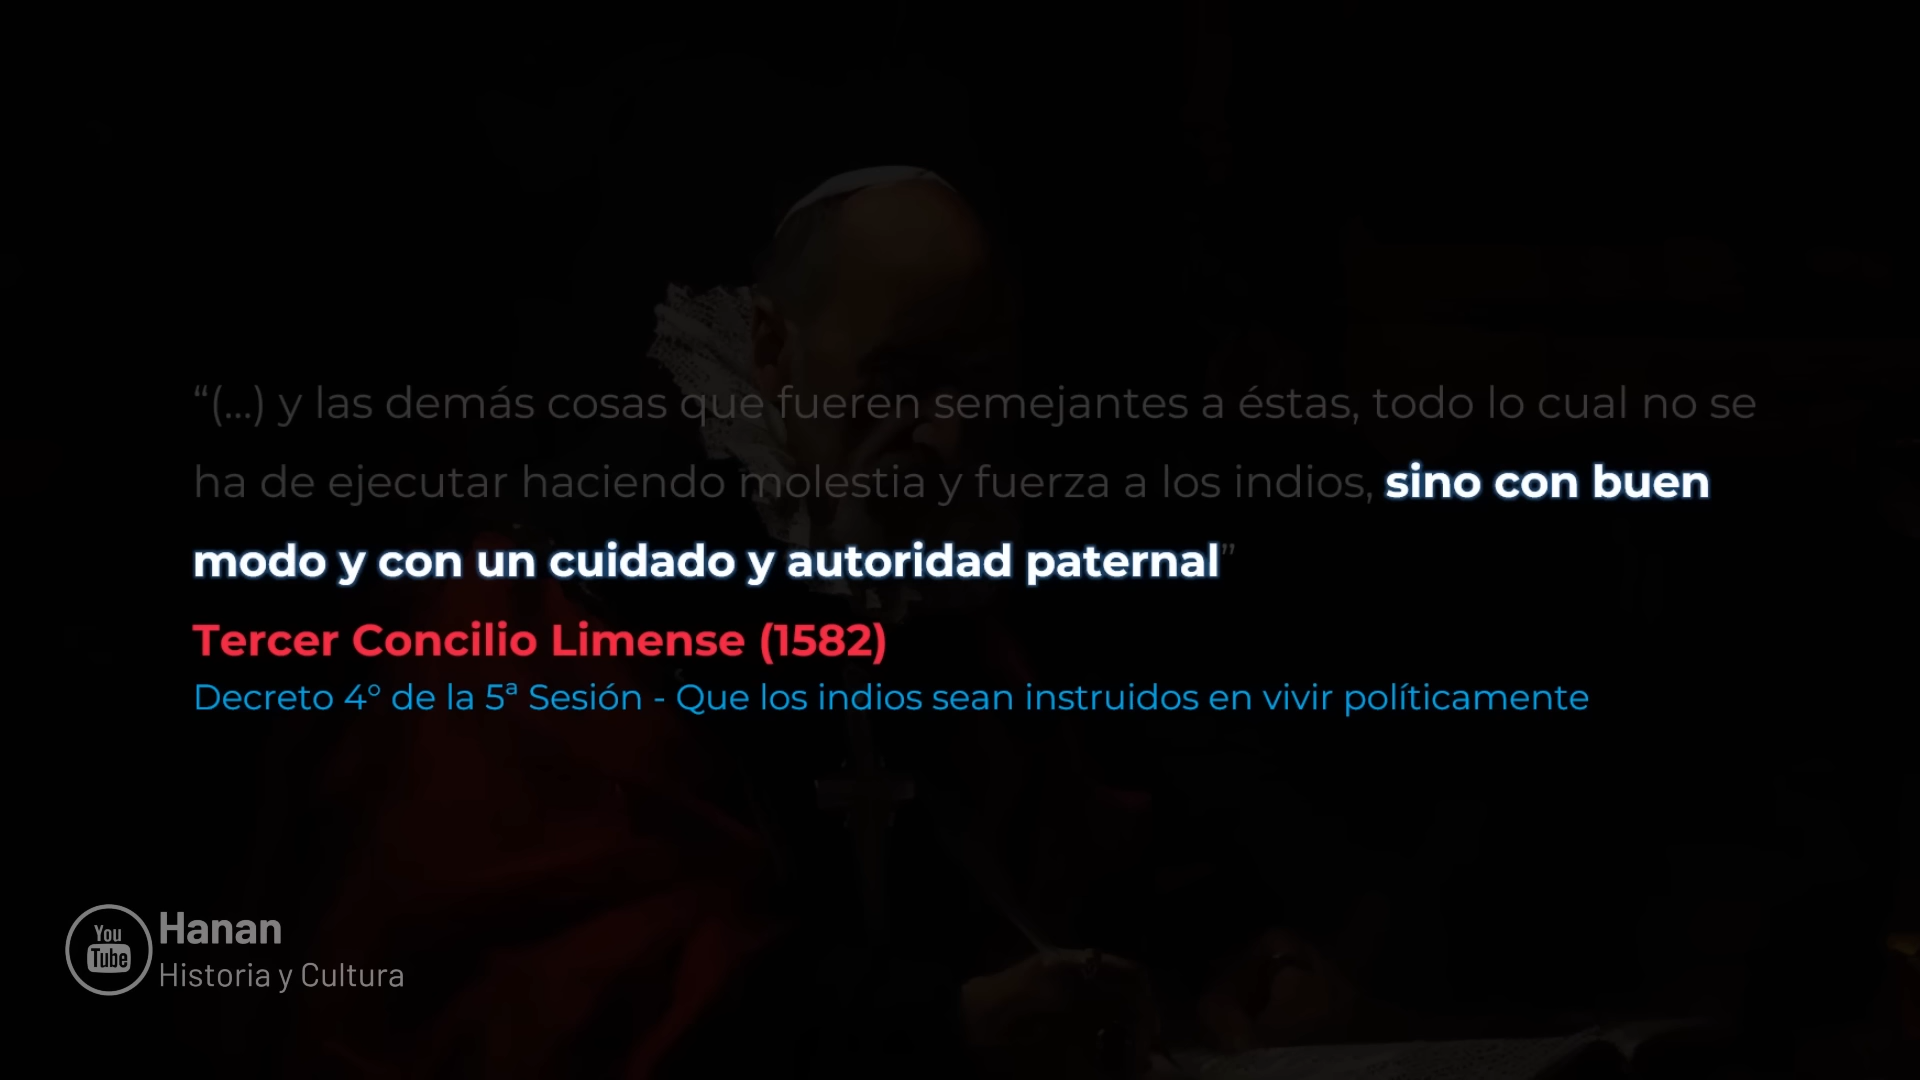 “(...) y las demás cosas que fueren semejantes a éstas, todo lo cual no se
ha de ejecutar haciendo molestia y fuerza a los indios, sino con buen
modo y con un cuidado y autoridad paternal”
Tercer Concilio Limense (1582)
Decreto 4° de la 5ª Sesión - Que los indios sean instruidos en vivir políticamente
You
Tube
Hanan
Historia y Cultura